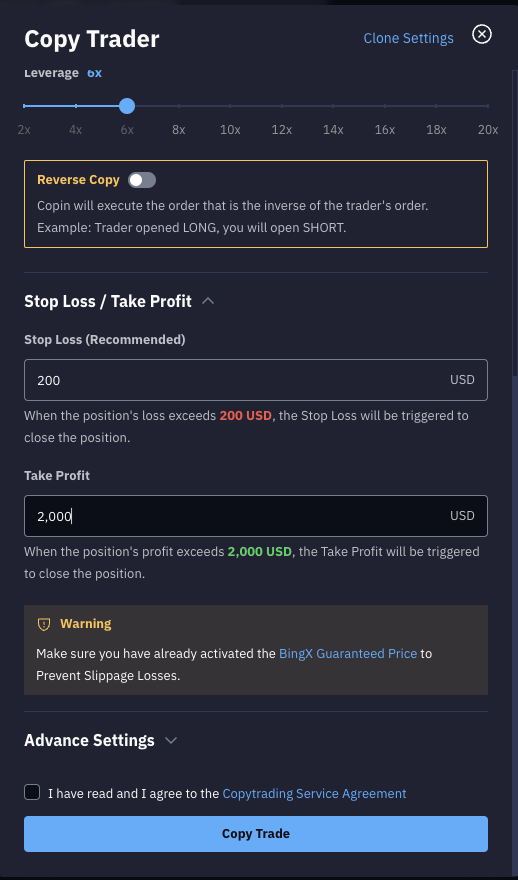 Copy Trader
Clone Settings
Leverage 6x
2x 4x 6x 8x 10x 12x 14x 16x 18x 20x
Reverse Copy
Copin will execute the order that is the inverse of the trader's order.
Example: Trader opened LONG, you will open SHORT.
Stop Loss / Take Profit
Stop Loss (Recommended)
200 USD
When the position's loss exceeds 200 USD, the Stop Loss will be triggered to
close the position.
Take Profit
2,000 USD
When the position's profit exceeds 2,000 USD, the Take Profit will be triggered
to close the position.
Warning
Make sure you have already activated the BingX Guaranteed Price to
Prevent Slippage Losses.
Advance Settings
I have read and I agree to the Copytrading Service Agreement
Copy Trade